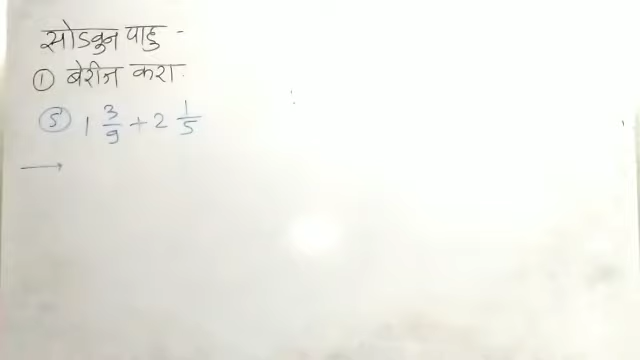 सोडवून पाहु -
① बेरीज करा.
⑤ 1 3/9 + 2 1/5
→